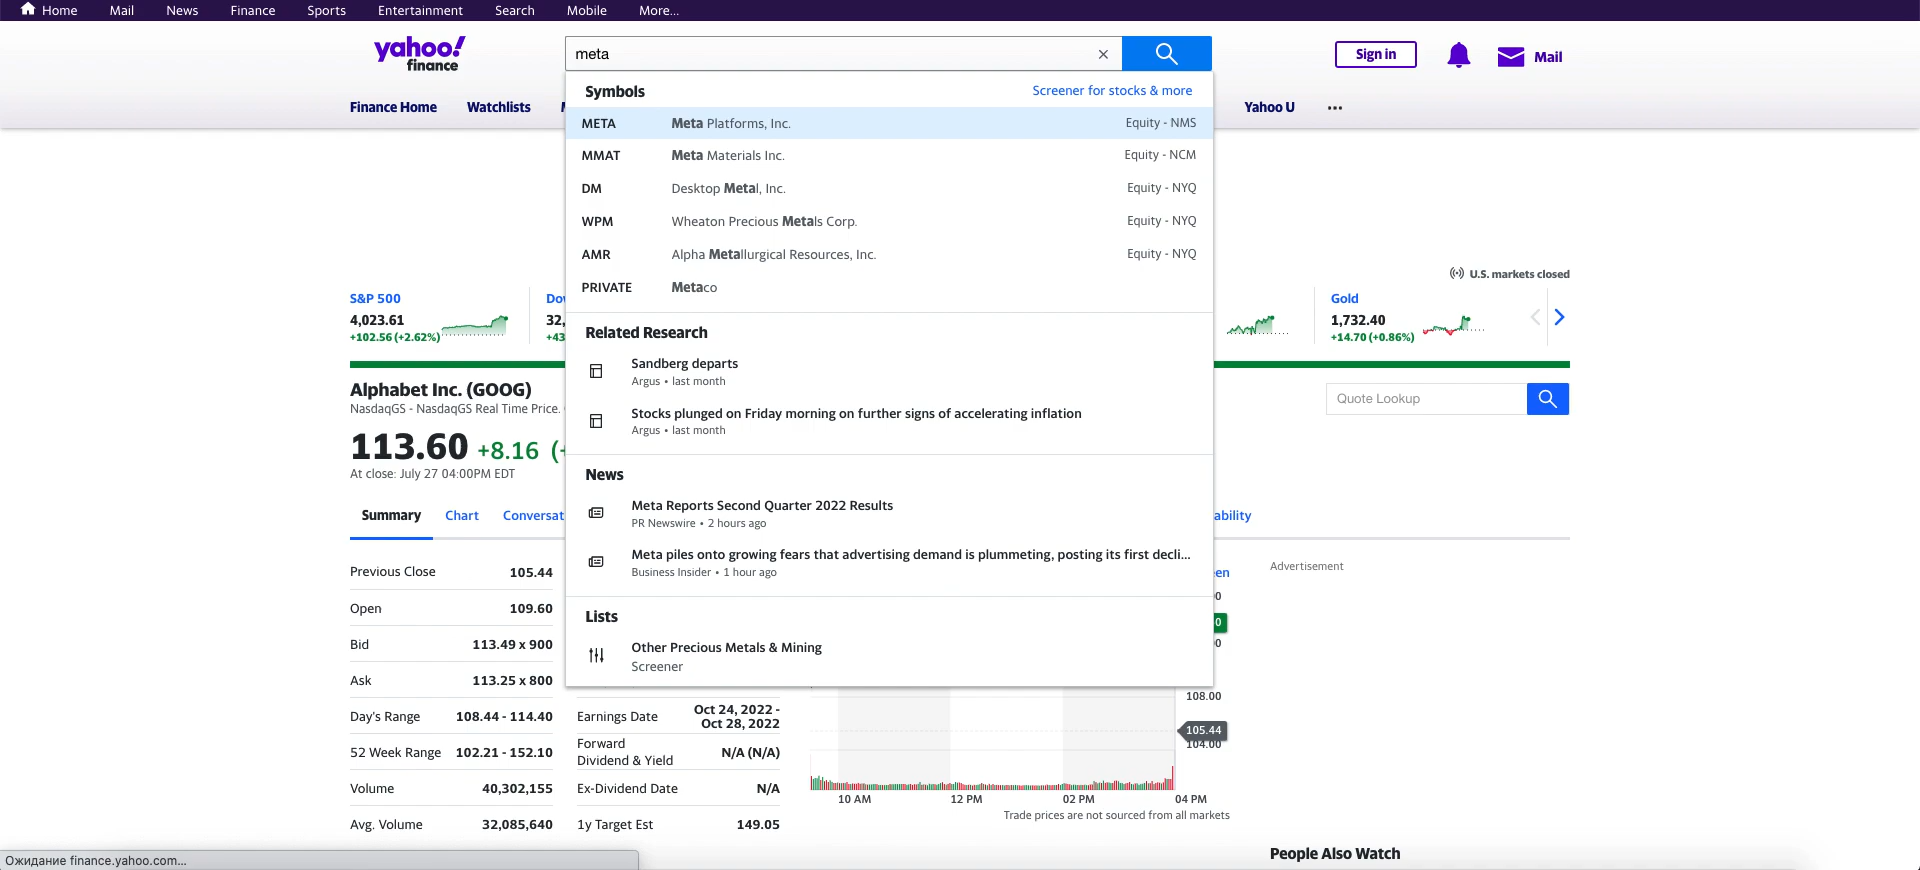 Home Mail News Finance Sports Entertainment Search Mobile More...
yahoo!
finance
meta
Sign in
Mail
Finance Home Watchlists
Yahoo U
Symbols Screener for stocks & more
META Meta Platforms, Inc. Equity - NMS
MMAT Meta Materials Inc. Equity - NCM
DM Desktop Metal, Inc. Equity - NYQ
WPM Wheaton Precious Metals Corp. Equity - NYQ
AMR Alpha Metallurgical Resources, Inc. Equity - NYQ
PRIVATE Metaco
Related Research
Sandberg departs
Argus • last month
Stocks plunged on Friday morning on further signs of accelerating inflation
Argus • last month
News
Meta Reports Second Quarter 2022 Results
PR Newswire • 2 hours ago
Meta piles onto growing fears that advertising demand is plummeting, posting its first decli...
Business Insider • 1 hour ago
Lists
Other Precious Metals & Mining
Screener
U.S. markets closed
S&P 500
4,023.61
+102.56 (+2.62%)
Do
32,
+43
Gold
1,732.40
+14.70 (+0.86%)
Alphabet Inc. (GOOG)
NasdaqGS - NasdaqGS Real Time Price.
Quote Lookup
113.60 +8.16 (+
At close: July 27 04:00PM EDT
Summary Chart Conversat
ability
Previous Close 105.44
Open 109.60
Bid 113.49 x 900
Ask 113.25 x 800
Day's Range 108.44 - 114.40
52 Week Range 102.21 - 152.10
Volume 40,302,155
Avg. Volume 32,085,640
Earnings Date Oct 24, 2022 -
Oct 28, 2022
Forward
Dividend & Yield N/A (N/A)
Ex-Dividend Date N/A
1y Target Est 149.05
een
0
0
0
108.00
105.44
104.00
10 AM 12 PM 02 PM 04 PM
Trade prices are not sourced from all markets
Advertisement
People Also Watch
Ожидание finance.yahoo.com...